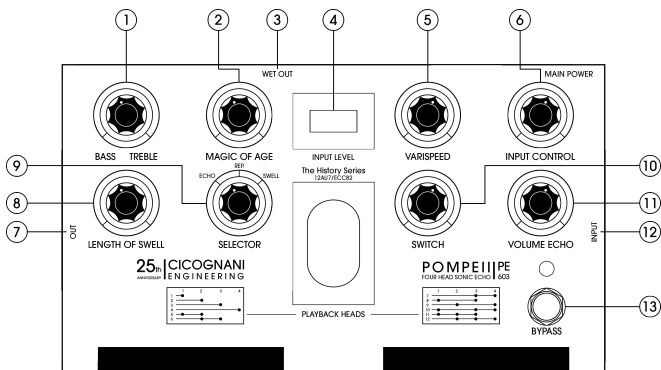 1
2
3
4
5
6
WET OUT
MAIN POWER
BASS TREBLE
MAGIC OF AGE
INPUT LEVEL
VARISPEED
INPUT CONTROL
9
10
ECHO
REP.
SWELL
The History Series
12AU7/ECC82
8
11
7
OUT
LENGTH OF SWELL
SELECTOR
SWITCH
VOLUME ECHO
INPUT
12
25th ANNIVERSARY
CICOGNANI
ENGINEERING
POMPEII PE
FOUR HEAD SONIC ECHO 603
1 2 3 4
1
2
3
4
5
6
PLAYBACK HEADS
1 2 3 4
7
8
9
10
11
12
BYPASS
13